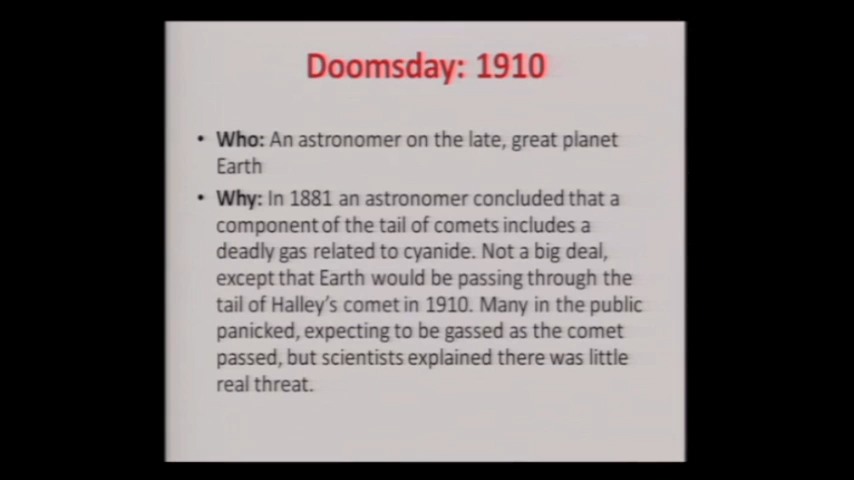 Doomsday: 1910
• Who: An astronomer on the late, great planet
Earth
• Why: In 1881 an astronomer concluded that a
component of the tail of comets includes a
deadly gas related to cyanide. Not a big deal,
except that Earth would be passing through the
tail of Halley's comet in 1910. Many in the public
panicked, expecting to be gassed as the comet
passed, but scientists explained there was little
real threat.